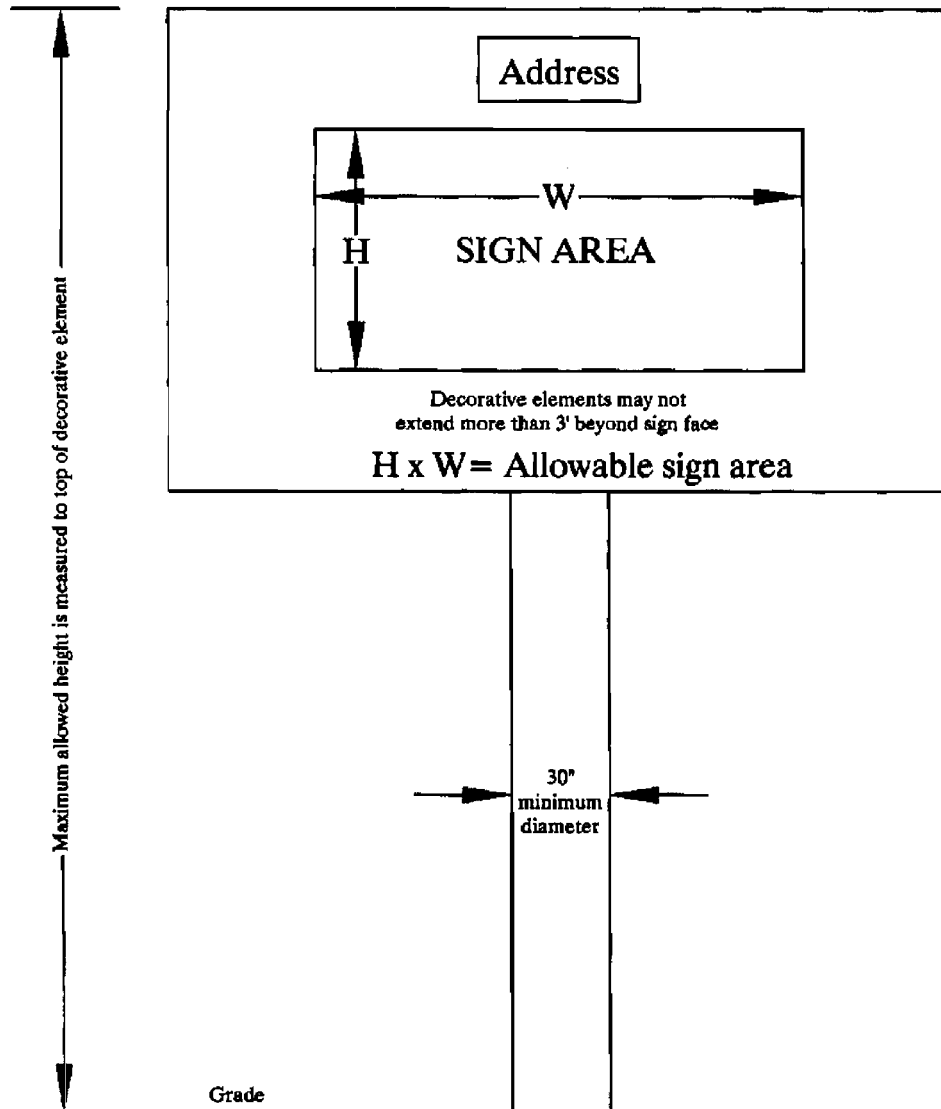 Address
W
H
SIGN AREA
Decorative elements may not
extend more than 3' beyond sign face
H x W = Allowable sign area
Maximum allowed height is measured to top of decorative element
30"
minimum
diameter
Grade